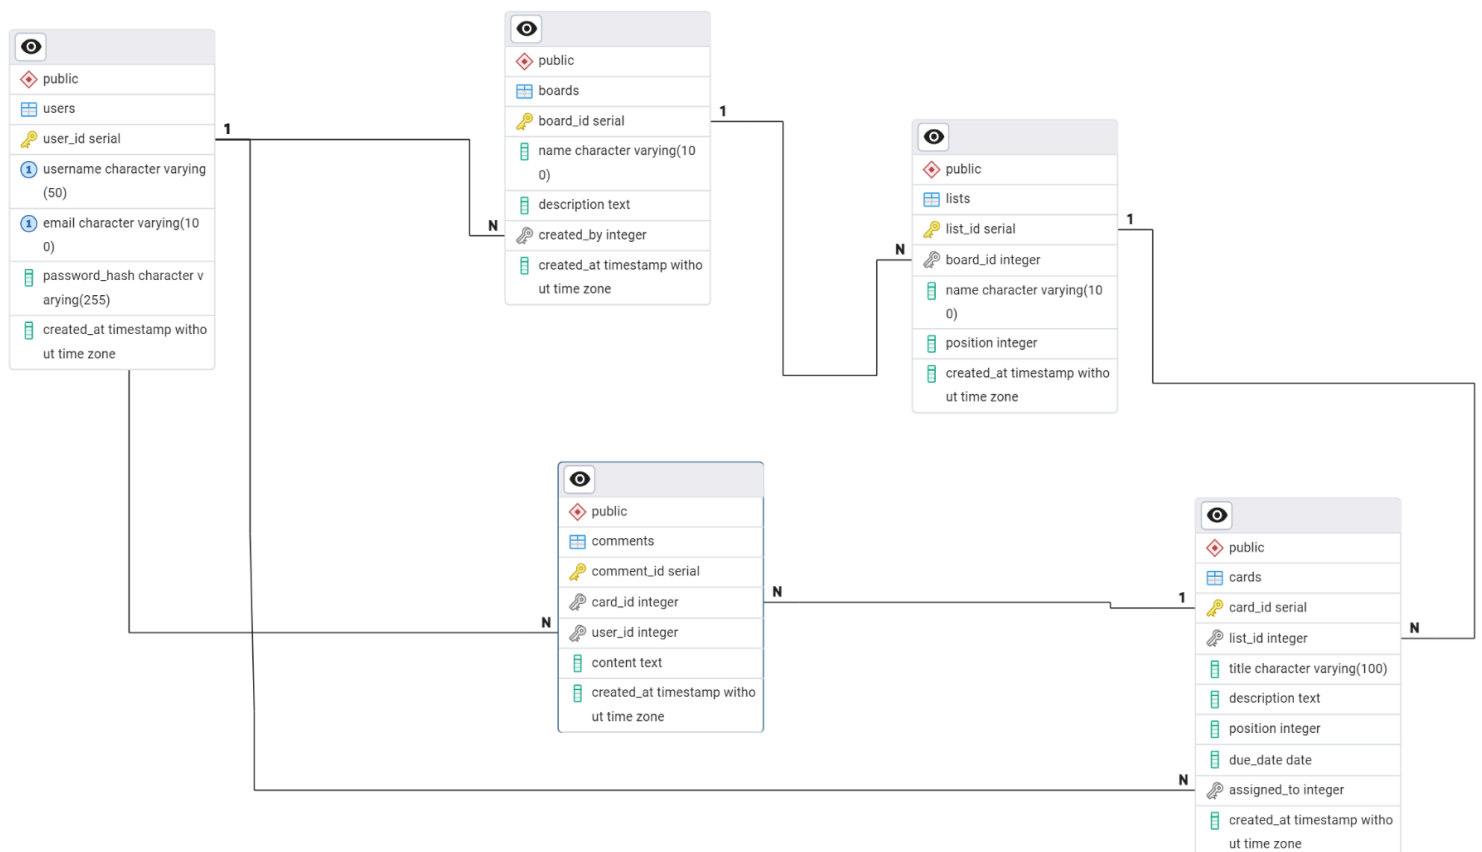 public
users
user_id serial
username character varying
(50)
email character varying(10
0)
password_hash character v
arying(255)
created_at timestamp witho
ut time zone
1
public
boards
board_id serial
name character varying(10
0)
description text
created_by integer
created_at timestamp witho
ut time zone
N
1
public
lists
list_id serial
board_id integer
name character varying(10
0)
position integer
created_at timestamp witho
ut time zone
N
1
public
comments
comment_id serial
card_id integer
user_id integer
content text
created_at timestamp witho
ut time zone
N
N
public
cards
card_id serial
list_id integer
title character varying(100)
description text
position integer
due_date date
assigned_to integer
created_at timestamp witho
ut time zone
1
N
N